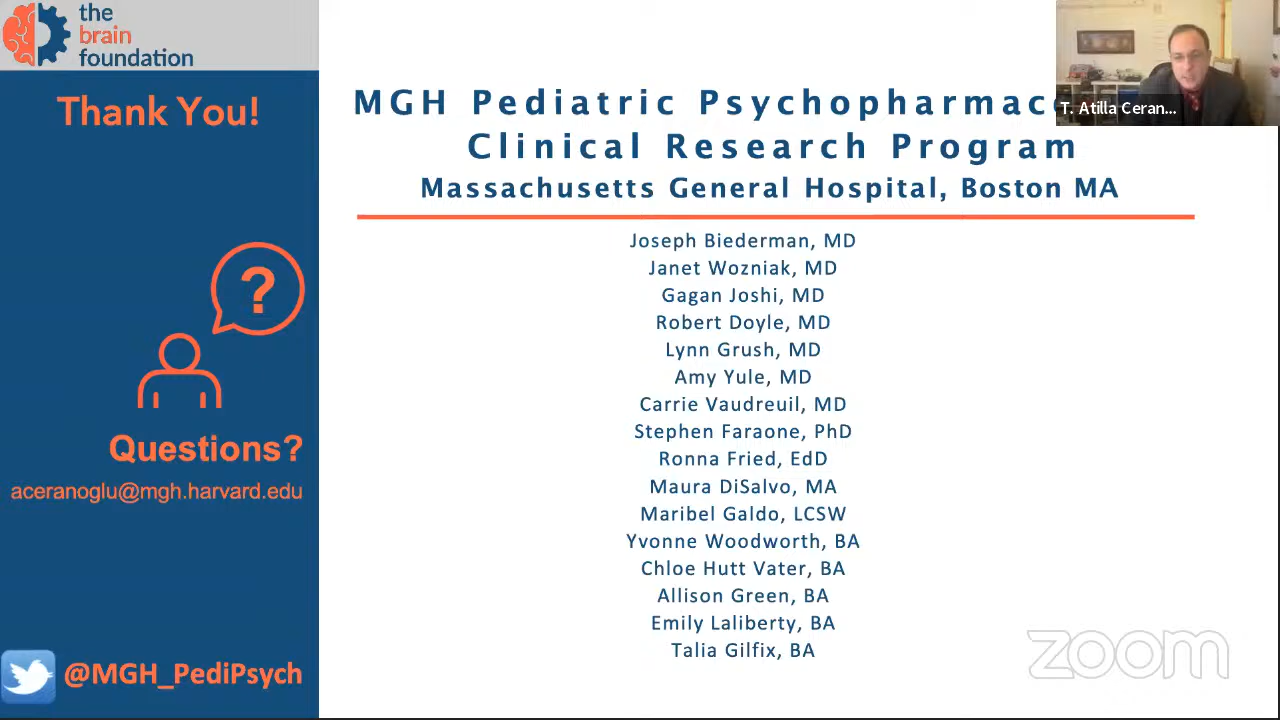 the
brain
foundation
Thank You!
?
Questions?
aceranoglu@mgh.harvard.edu
@MGH_PediPsych
MGH Pediatric
Clinical Research Program
Massachusetts General Hospital, Boston MA
Joseph Biederman, MD
Janet Wozniak, MD
Gagan Joshi, MD
Robert Doyle, MD
Lynn Grush, MD
Amy Yule, MD
Carrie Vaudreuil, MD
Stephen Faraone, PhD
Ronna Fried, EdD
Maura DiSalvo, MA
Maribel Galdo, LCSW
Yvonne Woodworth, BA
Chloe Hutt Vater, BA
Allison Green, BA
Emily Laliberty, BA
Talia Gilfix, BA
T. Atilla Ceran...
zoom